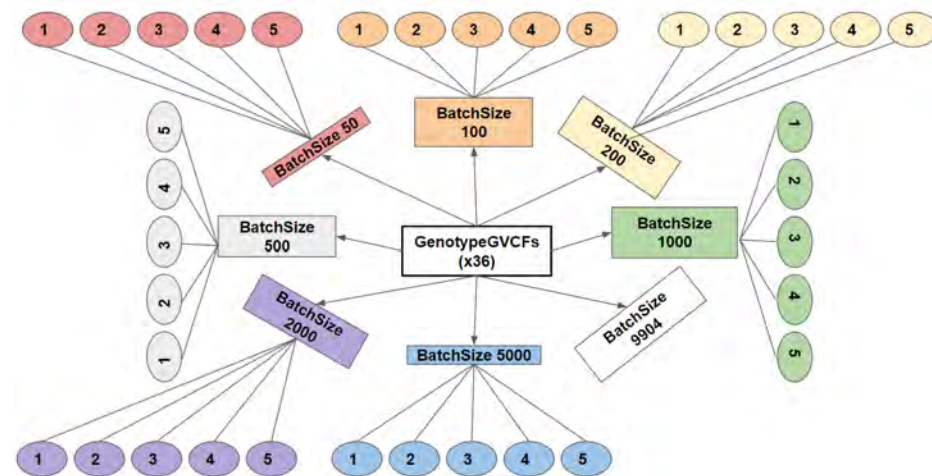 1 2 3 4 5
1 2 3 4 5
1 2 3 4 5
BatchSize 50
BatchSize
100
BatchSize
200
5
4
3
2
1
BatchSize
500
GenotypeGVCFs
(x36)
BatchSize
1000
1
2
3
4
5
BatchSize
2000
BatchSize 5000
BatchSize
9904
1 2 3 4 5
1 2 3 4 5